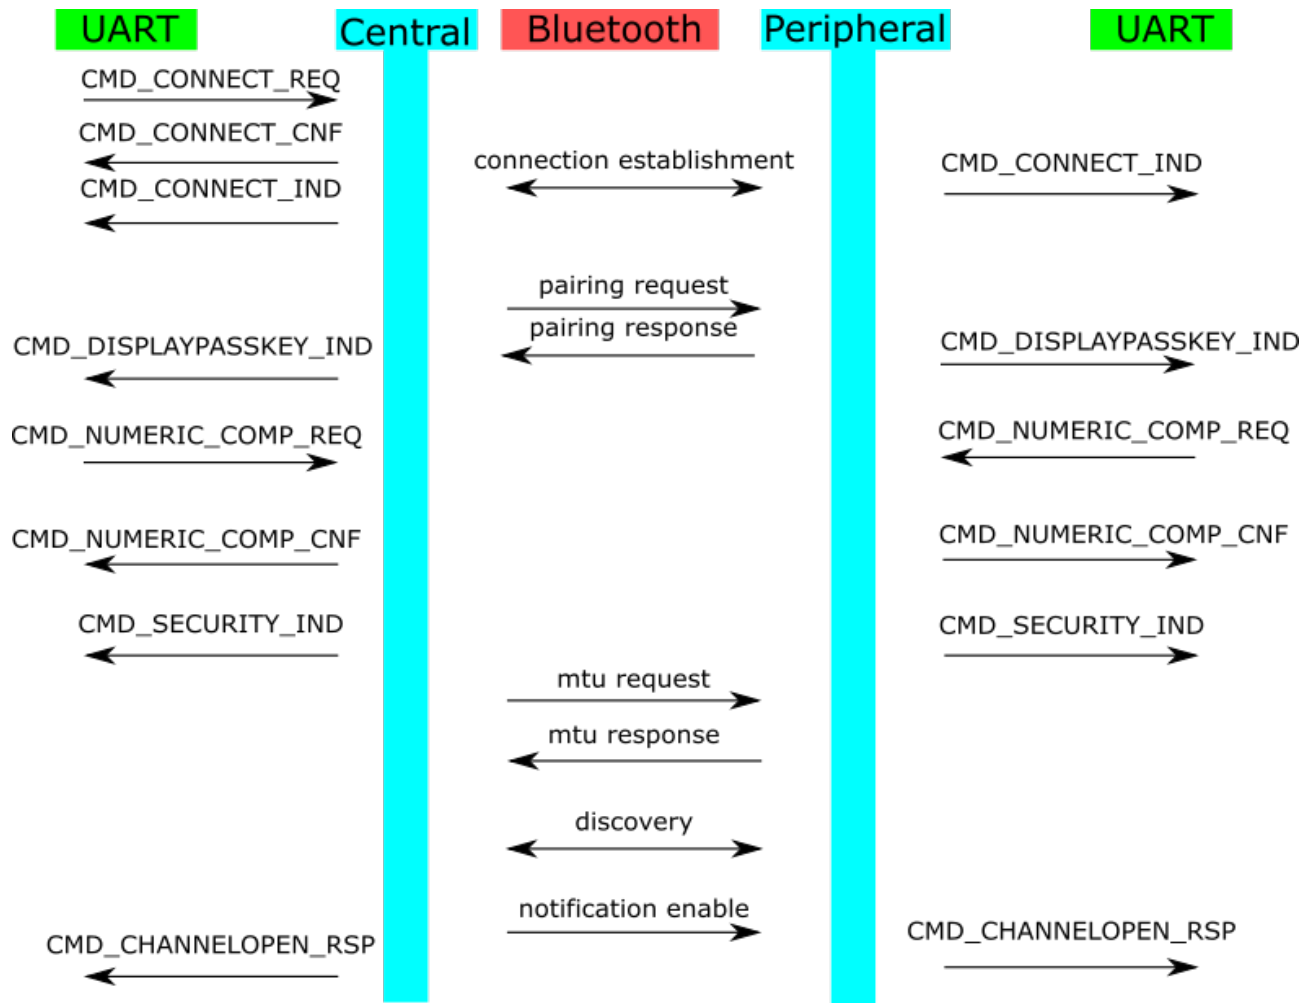 UART Central Bluetooth Peripheral UART
CMD_CONNECT_REQ
CMD_CONNECT_CNF
connection establishment
CMD_CONNECT_IND
CMD_CONNECT_IND
pairing request
pairing response
CMD_DISPLAYPASSKEY_IND
CMD_DISPLAYPASSKEY_IND
CMD_NUMERIC_COMP_REQ
CMD_NUMERIC_COMP_REQ
CMD_NUMERIC_COMP_CNF
CMD_NUMERIC_COMP_CNF
CMD_SECURITY_IND
CMD_SECURITY_IND
mtu request
mtu response
discovery
notification enable
CMD_CHANNELOPEN_RSP
CMD_CHANNELOPEN_RSP